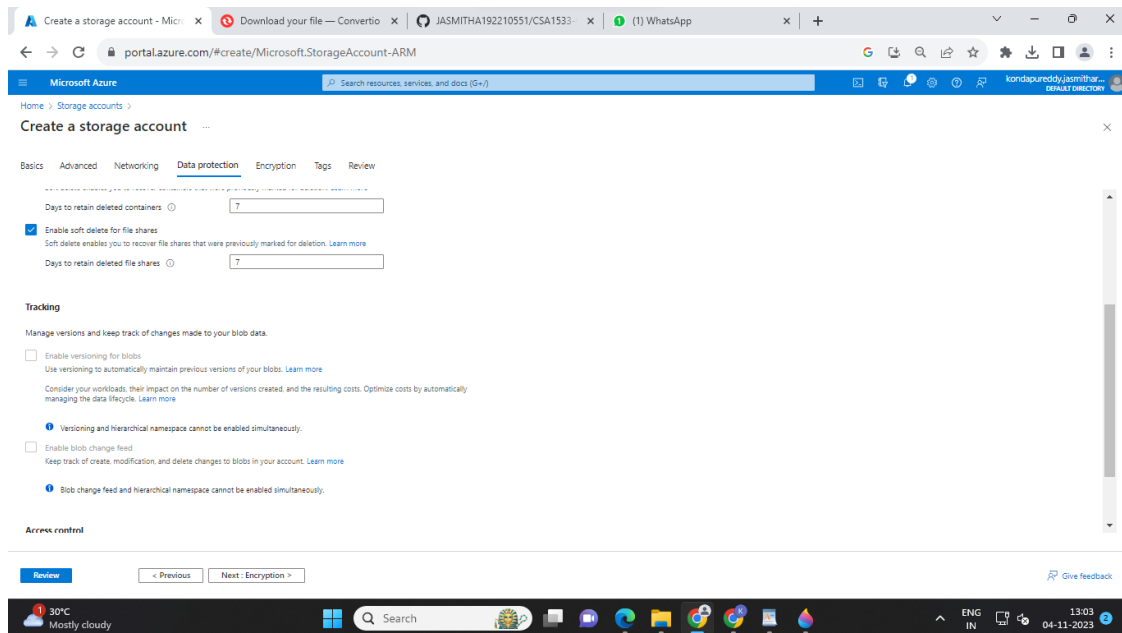 Create a storage account - Micr
Download your file — Convertio
JASMITHA192210551/CSA1533-
(1) WhatsApp
portal.azure.com/#create/Microsoft.StorageAccount-ARM
Microsoft Azure
Search resources, services, and docs (G+/)
kondapureddy.jasmithar...
DEFAULT DIRECTORY
Home > Storage accounts >
Create a storage account ...
Basics Advanced Networking Data protection Encryption Tags Review
Days to retain deleted containers 7
Enable soft delete for file shares
Soft delete enables you to recover file shares that were previously marked for deletion. Learn more
Days to retain deleted file shares 7
Tracking
Manage versions and keep track of changes made to your blob data.
Enable versioning for blobs
Use versioning to automatically maintain previous versions of your blobs. Learn more
Consider your workloads, their impact on the number of versions created, and the resulting costs. Optimize costs by automatically
managing the data lifecycle. Learn more
Versioning and hierarchical namespace cannot be enabled simultaneously.
Enable blob change feed
Keep track of create, modification, and delete changes to blobs in your account. Learn more
Blob change feed and hierarchical namespace cannot be enabled simultaneously.
Access control
Review < Previous Next : Encryption > Give feedback
1 30°C
Mostly cloudy
Search
ENG
IN
13:03
04-11-2023
2